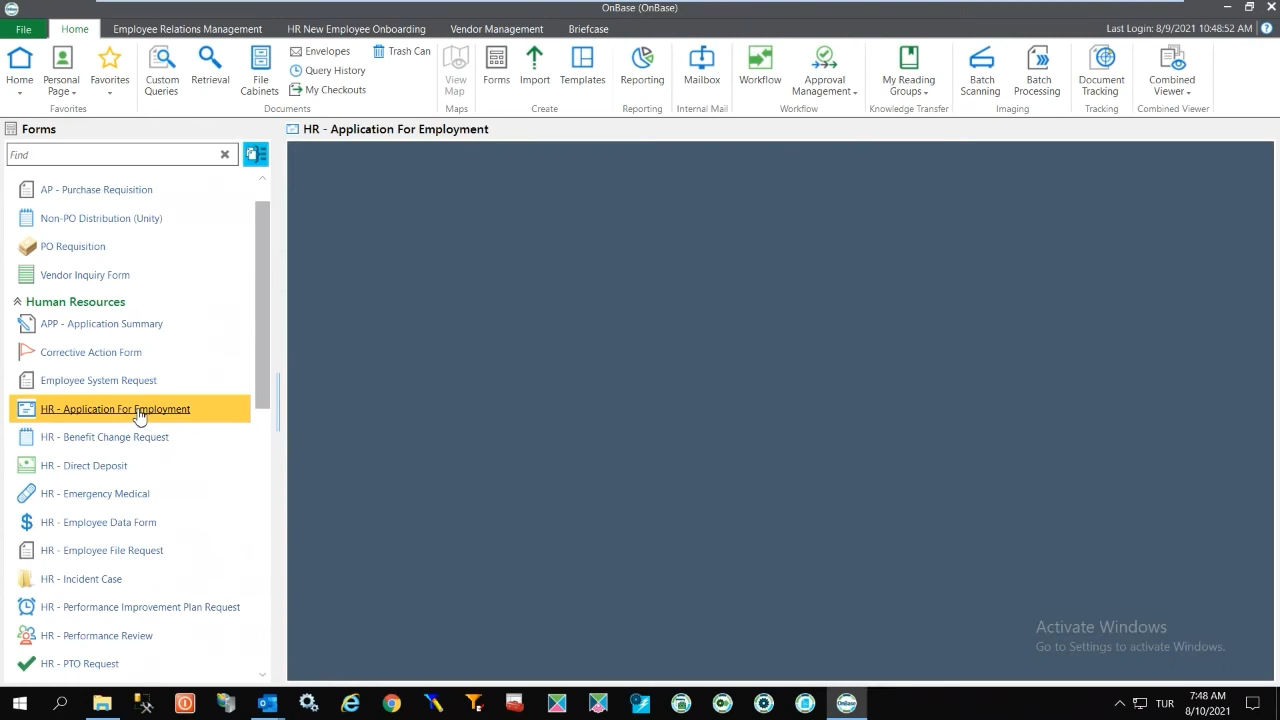 OnBase (OnBase)
File Home Employee Relations Management HR New Employee Onboarding Vendor Management Briefcase Last Login: 8/9/2021 10:48:52 AM
Home
Personal Page
Favorites
Favorites
Custom Queries
Retrieval
File Cabinets
Envelopes
Query History
My Checkouts
Trash Can
Documents
View Map
Maps
Forms
Import
Templates
Create
Reporting
Reporting
Mailbox
Internal Mail
Workflow
Approval Management
Workflow
My Reading Groups
Knowledge Transfer
Batch Scanning
Batch Processing
Imaging
Document Tracking
Tracking
Combined Viewer
Combined Viewer
Forms
Find
AP - Purchase Requisition
Non-PO Distribution (Unity)
PO Requisition
Vendor Inquiry Form
Human Resources
APP - Application Summary
Corrective Action Form
Employee System Request
HR - Application For Employment
HR - Benefit Change Request
HR - Direct Deposit
HR - Emergency Medical
HR - Employee Data Form
HR - Employee File Request
HR - Incident Case
HR - Performance Improvement Plan Request
HR - Performance Review
HR - PTO Request
HR - Application For Employment
Activate Windows
Go to Settings to activate Windows.
TUR
7:48 AM
8/10/2021